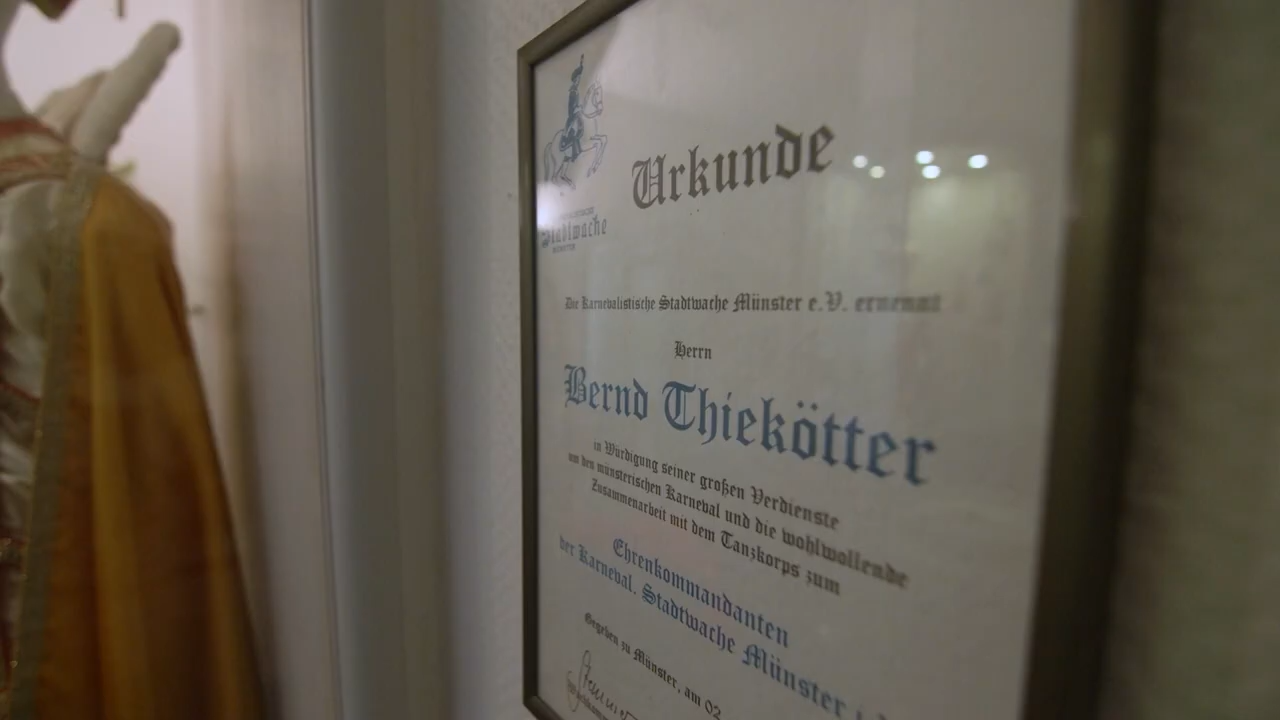 Urkunde
Stadtwache
Die Karnevalistische Stadtwache Münster e.V. ernennt
Herrn
Bernd Thiekötter
in Würdigung seiner großen Verdienste
um den münsterischen Karneval und die wohlwollende
Zusammenarbeit mit dem Tanzkorps zum
Ehrenkommandanten
der Karneval. Stadtwache Münster
Gegeben zu Münster, am 02